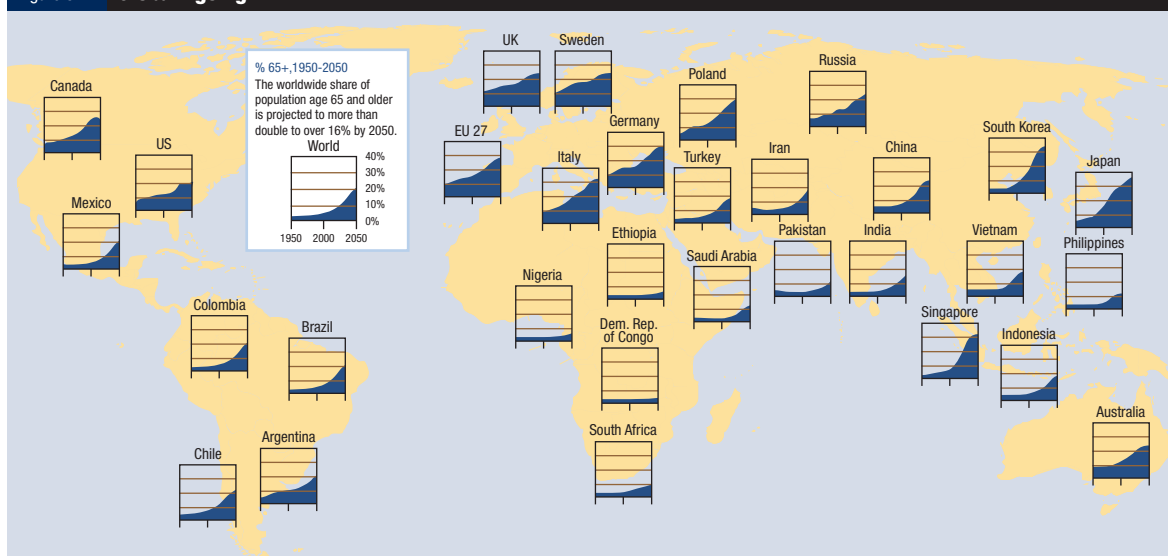 % 65+,1950-2050
The worldwide share of
population age 65 and older
is projected to more than
double to over 16% by 2050.
World
40%
30%
20%
10%
0%
1950 2000 2050
Canada
US
Mexico
Colombia
Brazil
Chile
Argentina
UK
Sweden
EU 27
Italy
Germany
Poland
Turkey
Russia
Iran
China
South Korea
Japan
Ethiopia
Nigeria
Dem. Rep.
of Congo
South Africa
Saudi Arabia
Pakistan
India
Vietnam
Philippines
Singapore
Indonesia
Australia